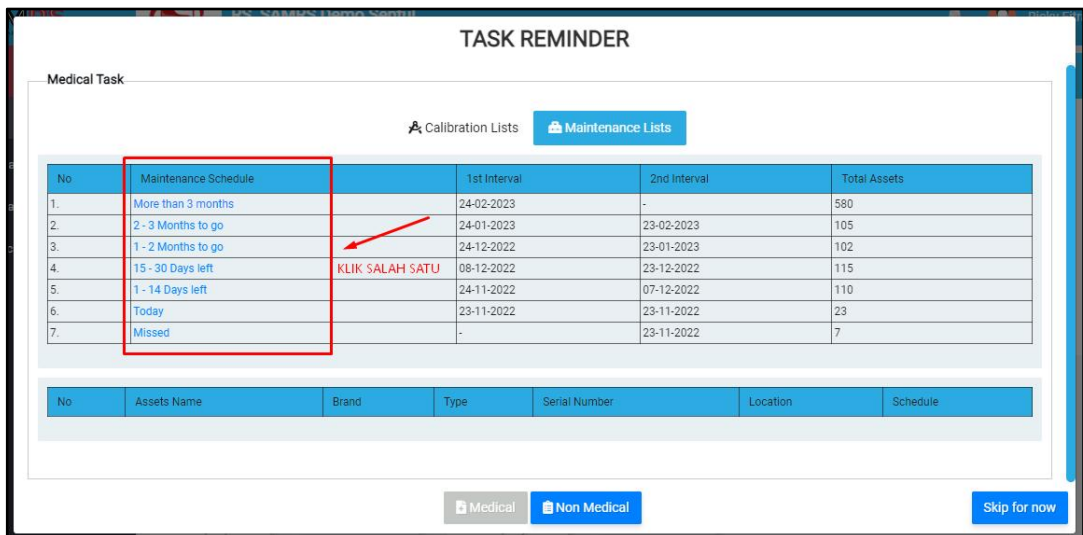 RS. SAMRS Demo Sentul
TASK REMINDER
Medical Task
Calibration Lists Maintenance Lists
No Maintenance Schedule 1st Interval 2nd Interval Total Assets
1. More than 3 months 24-02-2023 - 580
2. 2 - 3 Months to go 24-01-2023 23-02-2023 105
3. 1 - 2 Months to go 24-12-2022 23-01-2023 102
4. 15 - 30 Days left 08-12-2022 23-12-2022 115
KLIK SALAH SATU
5. 1 - 14 Days left 24-11-2022 07-12-2022 110
6. Today 23-11-2022 23-11-2022 23
7. Missed - 23-11-2022 7
No Assets Name Brand Type Serial Number Location Schedule
Medical Non Medical Skip for now